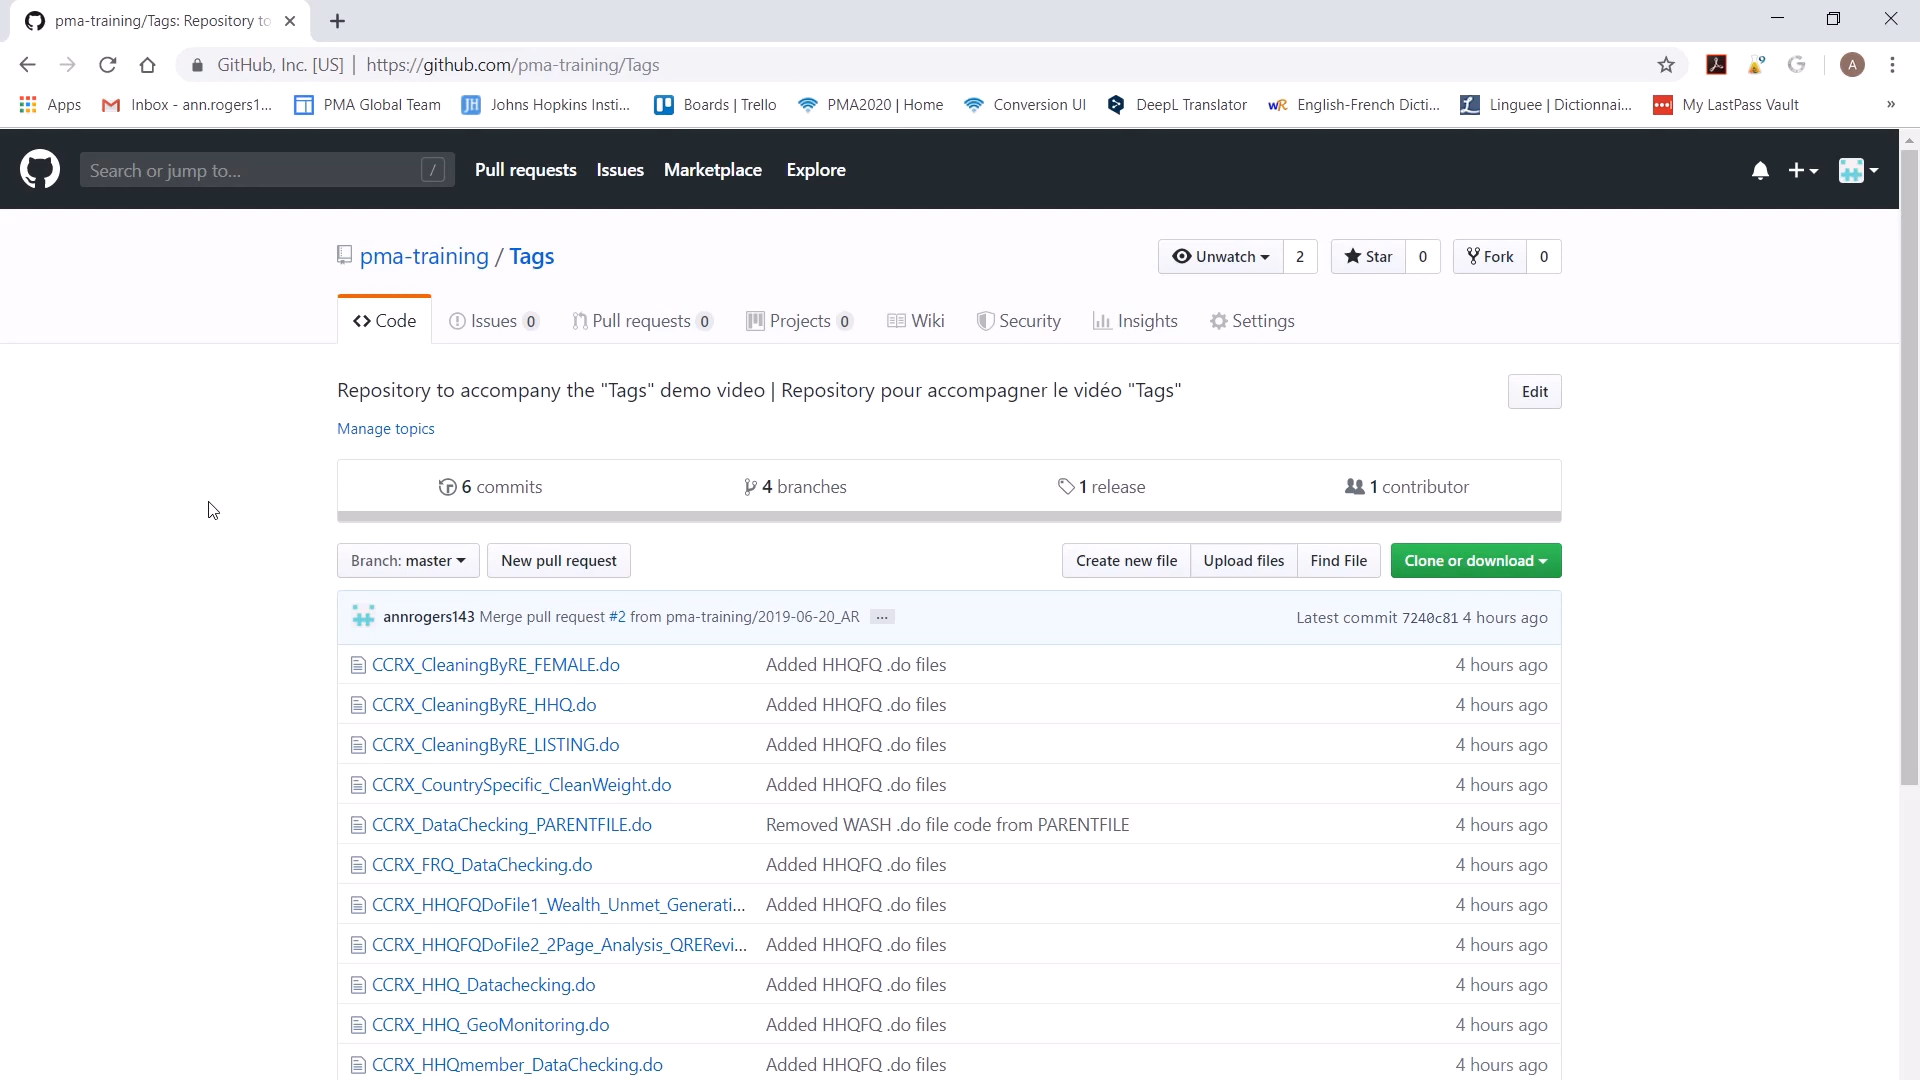 pma-training/Tags: Repository to
GitHub, Inc. [US] | https://github.com/pma-training/Tags
A
Apps Inbox - ann.rogers1... PMA Global Team JH Johns Hopkins Insti... Boards | Trello PMA2020 | Home Conversion UI DeepL Translator WR English-French Dicti... Linguee | Dictionnai... My LastPass Vault »
Search or jump to... / Pull requests Issues Marketplace Explore
pma-training / Tags Unwatch 2 Star 0 Fork 0
Code Issues 0 Pull requests 0 Projects 0 Wiki Security Insights Settings
Repository to accompany the "Tags" demo video | Repository pour accompagner le vidéo "Tags" Edit
Manage topics
6 commits 4 branches 1 release 1 contributor
Branch: master New pull request Create new file Upload files Find File Clone or download
annrogers143 Merge pull request #2 from pma-training/2019-06-20_AR ... Latest commit 7240c81 4 hours ago
CCRX_CleaningByRE_FEMALE.do Added HHQFQ .do files 4 hours ago
CCRX_CleaningByRE_HHQ.do Added HHQFQ .do files 4 hours ago
CCRX_CleaningByRE_LISTING.do Added HHQFQ .do files 4 hours ago
CCRX_CountrySpecific_CleanWeight.do Added HHQFQ .do files 4 hours ago
CCRX_DataChecking_PARENTFILE.do Removed WASH .do file code from PARENTFILE 4 hours ago
CCRX_FRQ_DataChecking.do Added HHQFQ .do files 4 hours ago
CCRX_HHQFQDoFile1_Wealth_Unmet_Generati... Added HHQFQ .do files 4 hours ago
CCRX_HHQFQDoFile2_2Page_Analysis_QRERevi... Added HHQFQ .do files 4 hours ago
CCRX_HHQ_Datachecking.do Added HHQFQ .do files 4 hours ago
CCRX_HHQ_GeoMonitoring.do Added HHQFQ .do files 4 hours ago
CCRX_HHQmember_DataChecking.do Added HHQFQ .do files 4 hours ago